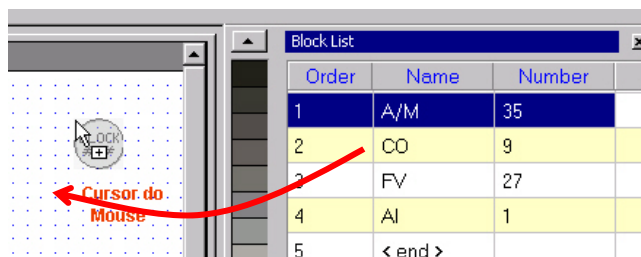 Block List
Order Name Number
1 A/M 35
2 CO 9
3 FV 27
4 AI 1
5 < end >
Cursor do
Mouse